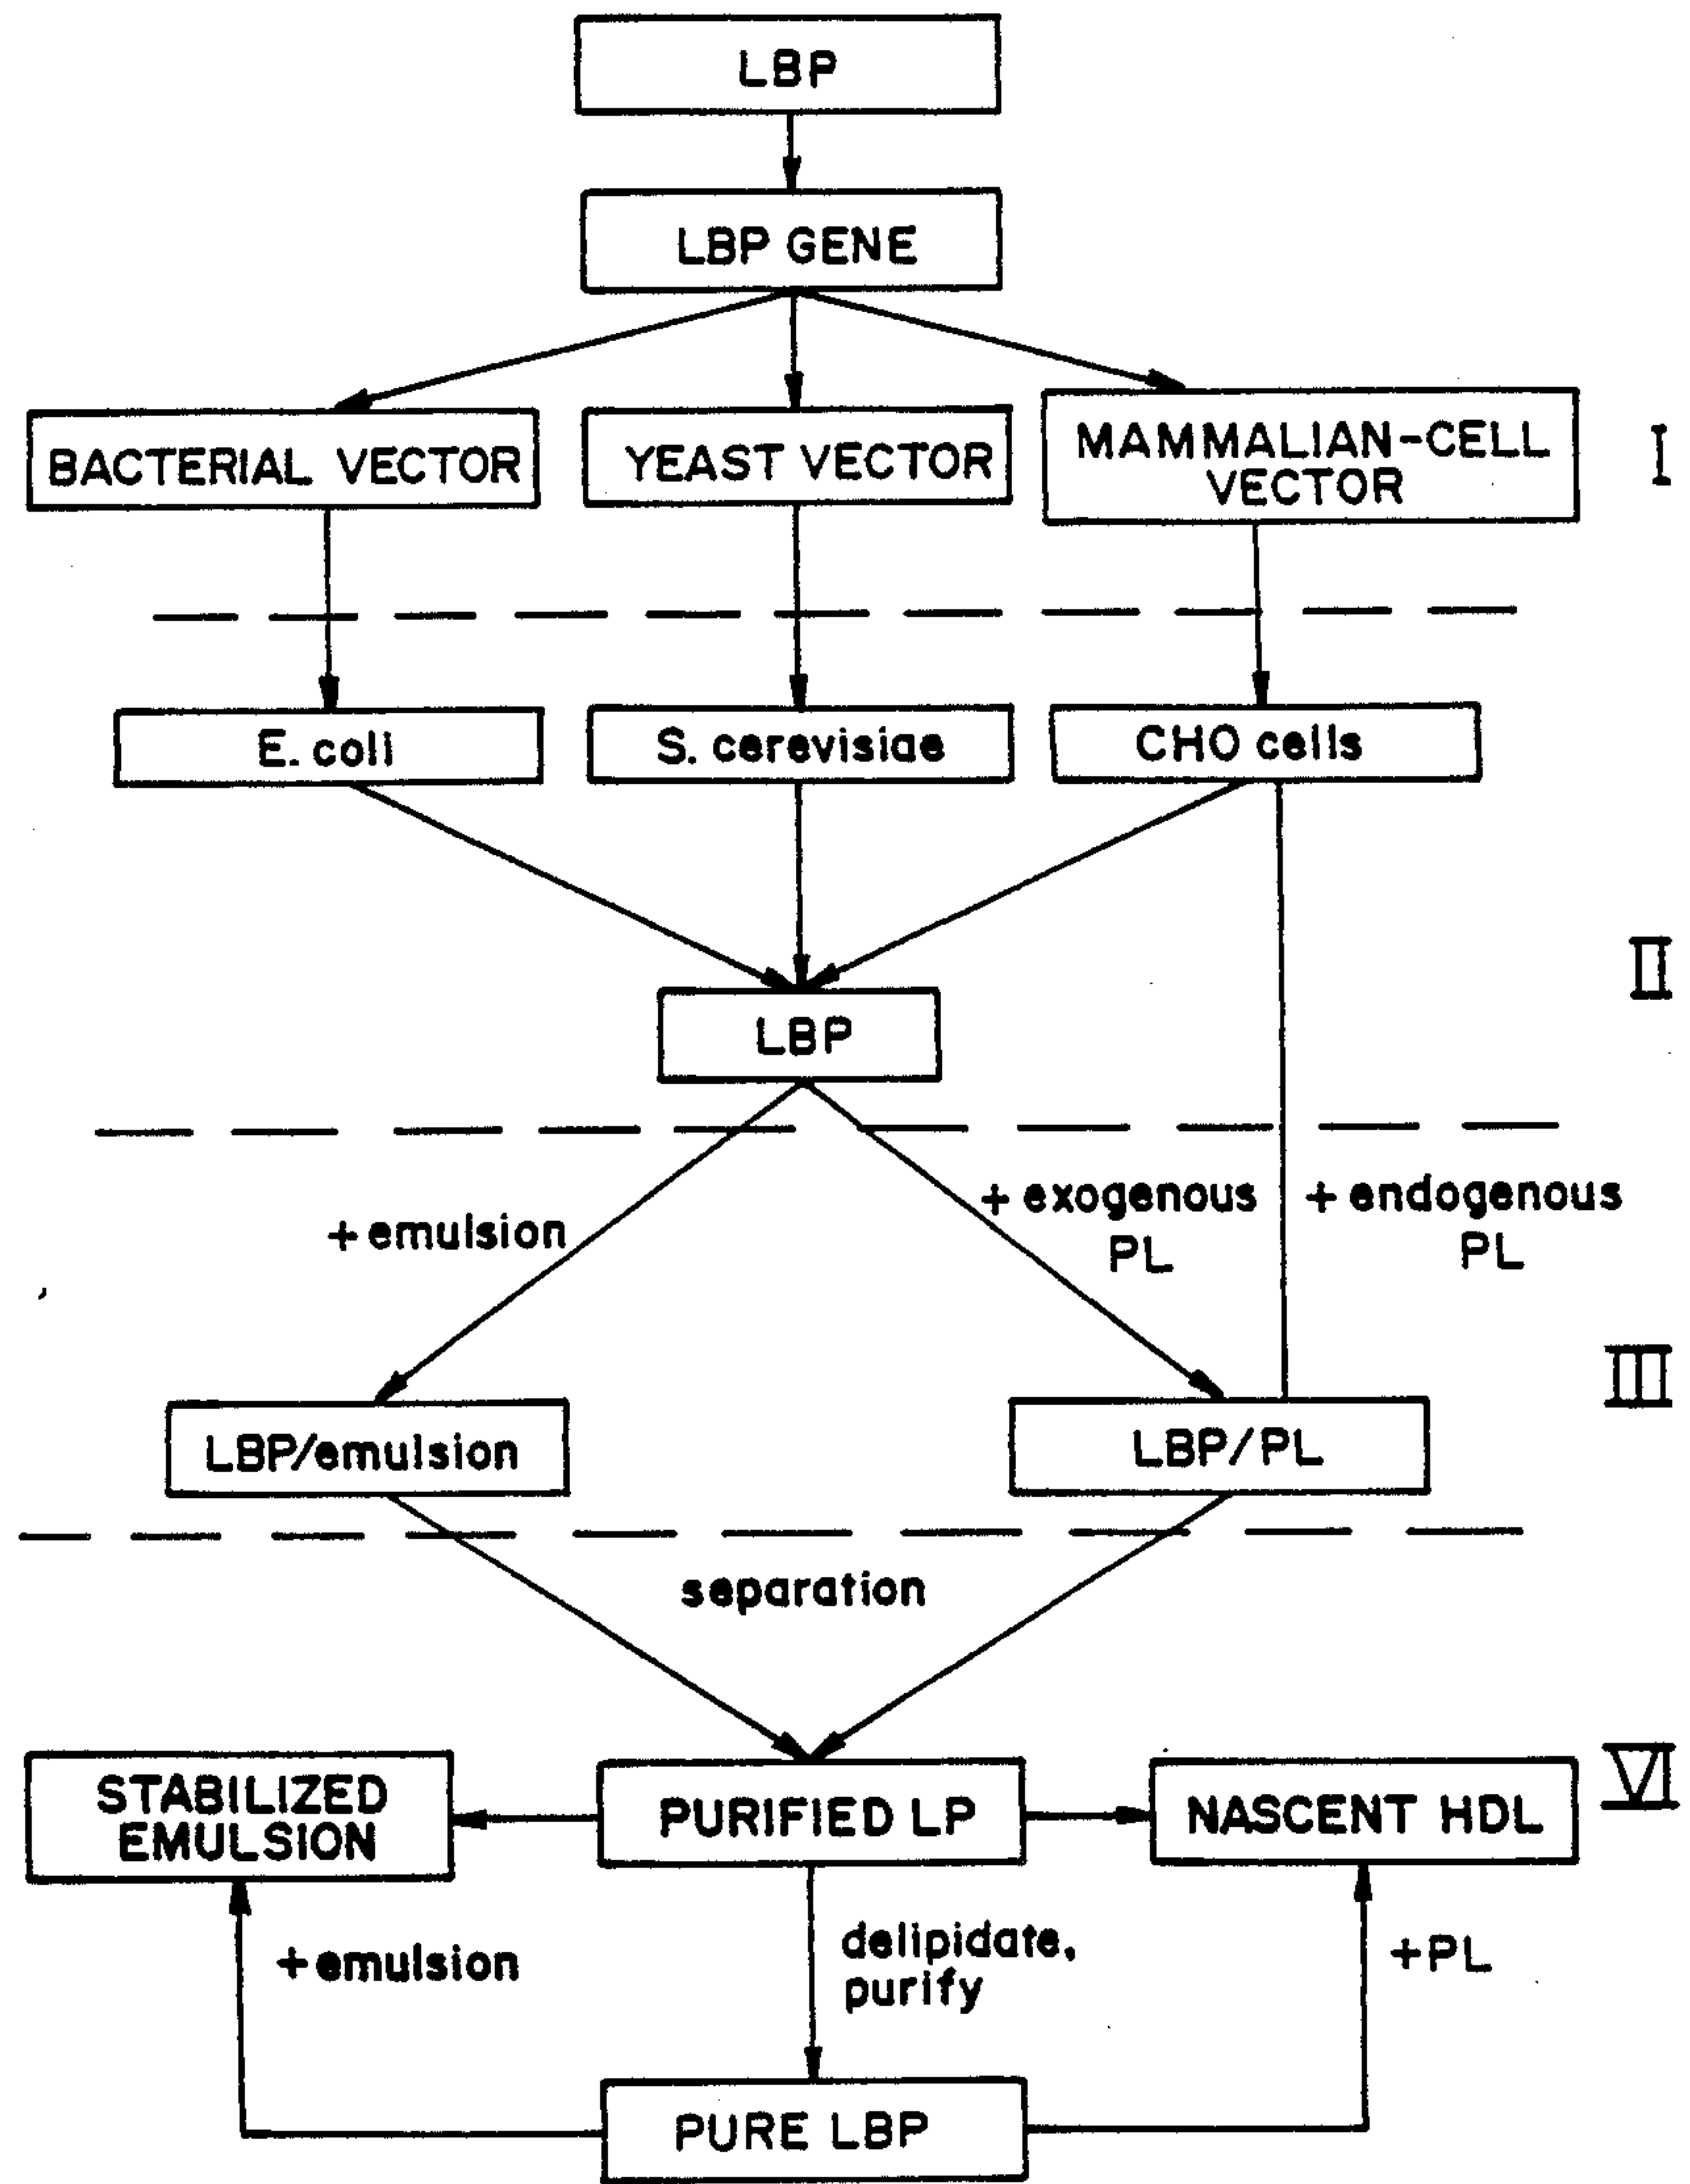 LBP
LBP GENE
BACTERIAL VECTOR
YEAST VECTOR
MAMMALIAN-CELL
VECTOR
I
E. coli
S. cerevisiae
CHO cells
II
LBP
+ emulsion
+ exogenous
PL
+ endogenous
PL
III
LBP/emulsion
LBP/PL
separation
STABILIZED
EMULSION
PURIFIED LP
NASCENT HDL
VI
+emulsion
delipidate,
purify
+PL
PURE LBP